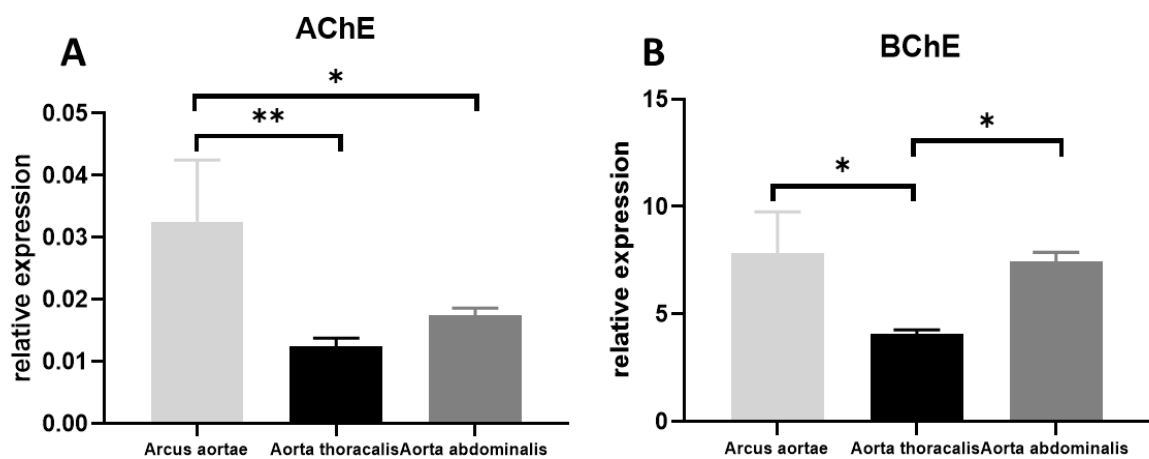 A
AChE
*
**
relative expression
0.05
0.04
0.03
0.02
0.01
0.00
Arcus aortae Aorta thoracalis Aorta abdominalis
B
BChE
*
*
relative expression
15
10
5
0
Arcus aortae Aorta thoracalis Aorta abdominalis